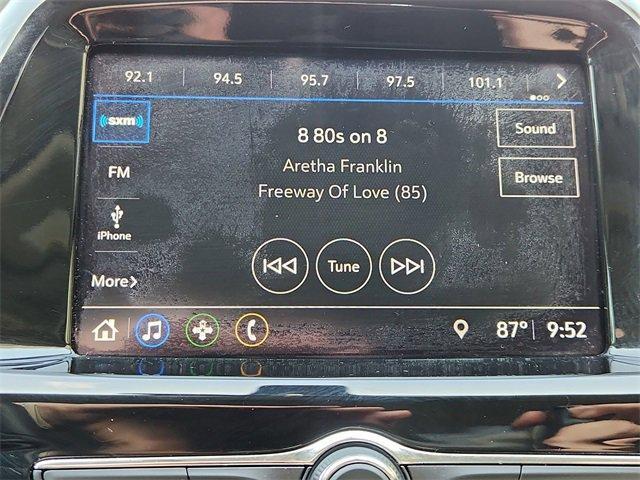 92.1 94.5 95.7 97.5 101.1
sxm
8 80s on 8
Sound
FM
Aretha Franklin
Browse
Freeway Of Love (85)
iPhone
Tune
More
87° 9:52